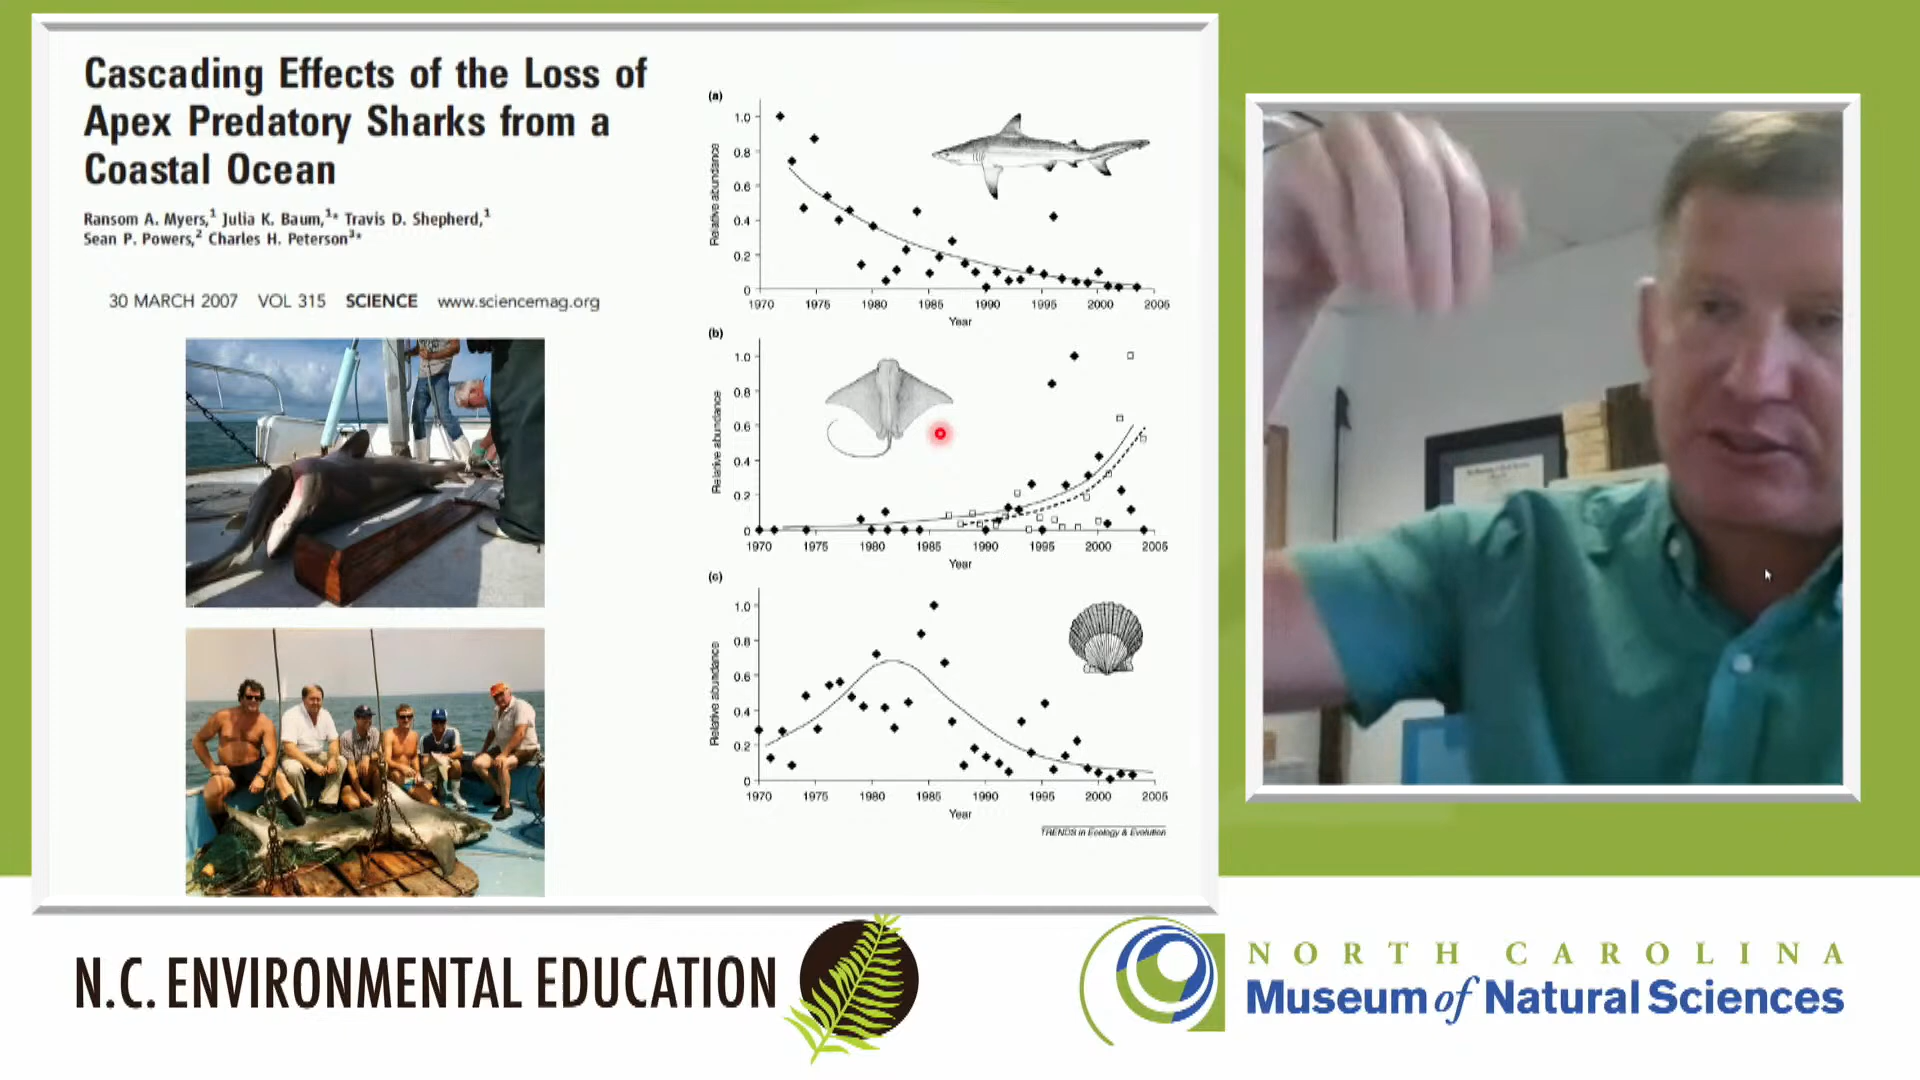 Cascading Effects of the Loss of
Apex Predatory Sharks from a
Coastal Ocean
Ransom A. Myers,¹ Julia K. Baum,¹* Travis D. Shepherd,¹
Sean P. Powers,² Charles H. Peterson³*
30 MARCH 2007 VOL 315 SCIENCE www.sciencemag.org
(a)
1.0
0.8
0.6
0.4
0.2
0
Relative abundance
1970 1975 1980 1985 1990 1995 2000 2005
Year
(b)
1.0
0.8
0.6
0.4
0.2
0
Relative abundance
1970 1975 1980 1985 1990 1995 2000 2005
Year
(c)
1.0
0.8
0.6
0.4
0.2
0
Relative abundance
1970 1975 1980 1985 1990 1995 2000 2005
Year
TRENDS in Ecology & Evolution
N.C. ENVIRONMENTAL EDUCATION
NORTH CAROLINA
Museum of Natural Sciences